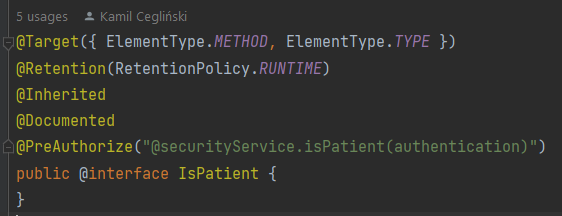 5 usages Kamil Cegliński
@Target({ ElementType.METHOD, ElementType.TYPE })
@Retention(RetentionPolicy.RUNTIME)
@Inherited
@Documented
@PreAuthorize("@securityService.isPatient(authentication)")
public @interface IsPatient {
}